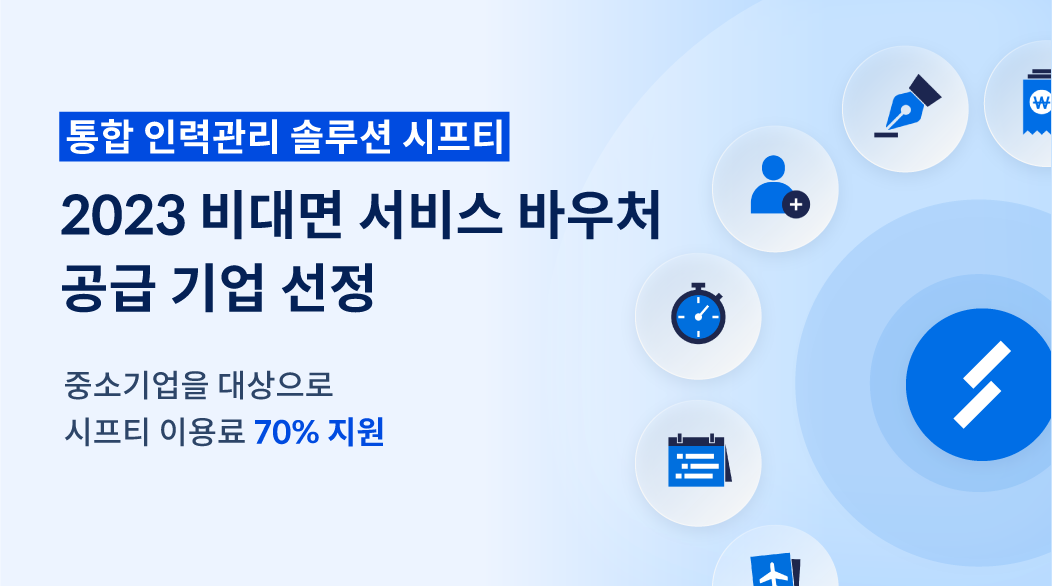 통합 인력관리 솔루션 시프티
2023 비대면 서비스 바우처
공급 기업 선정
중소기업을 대상으로
시프티 이용료 70% 지원
₩